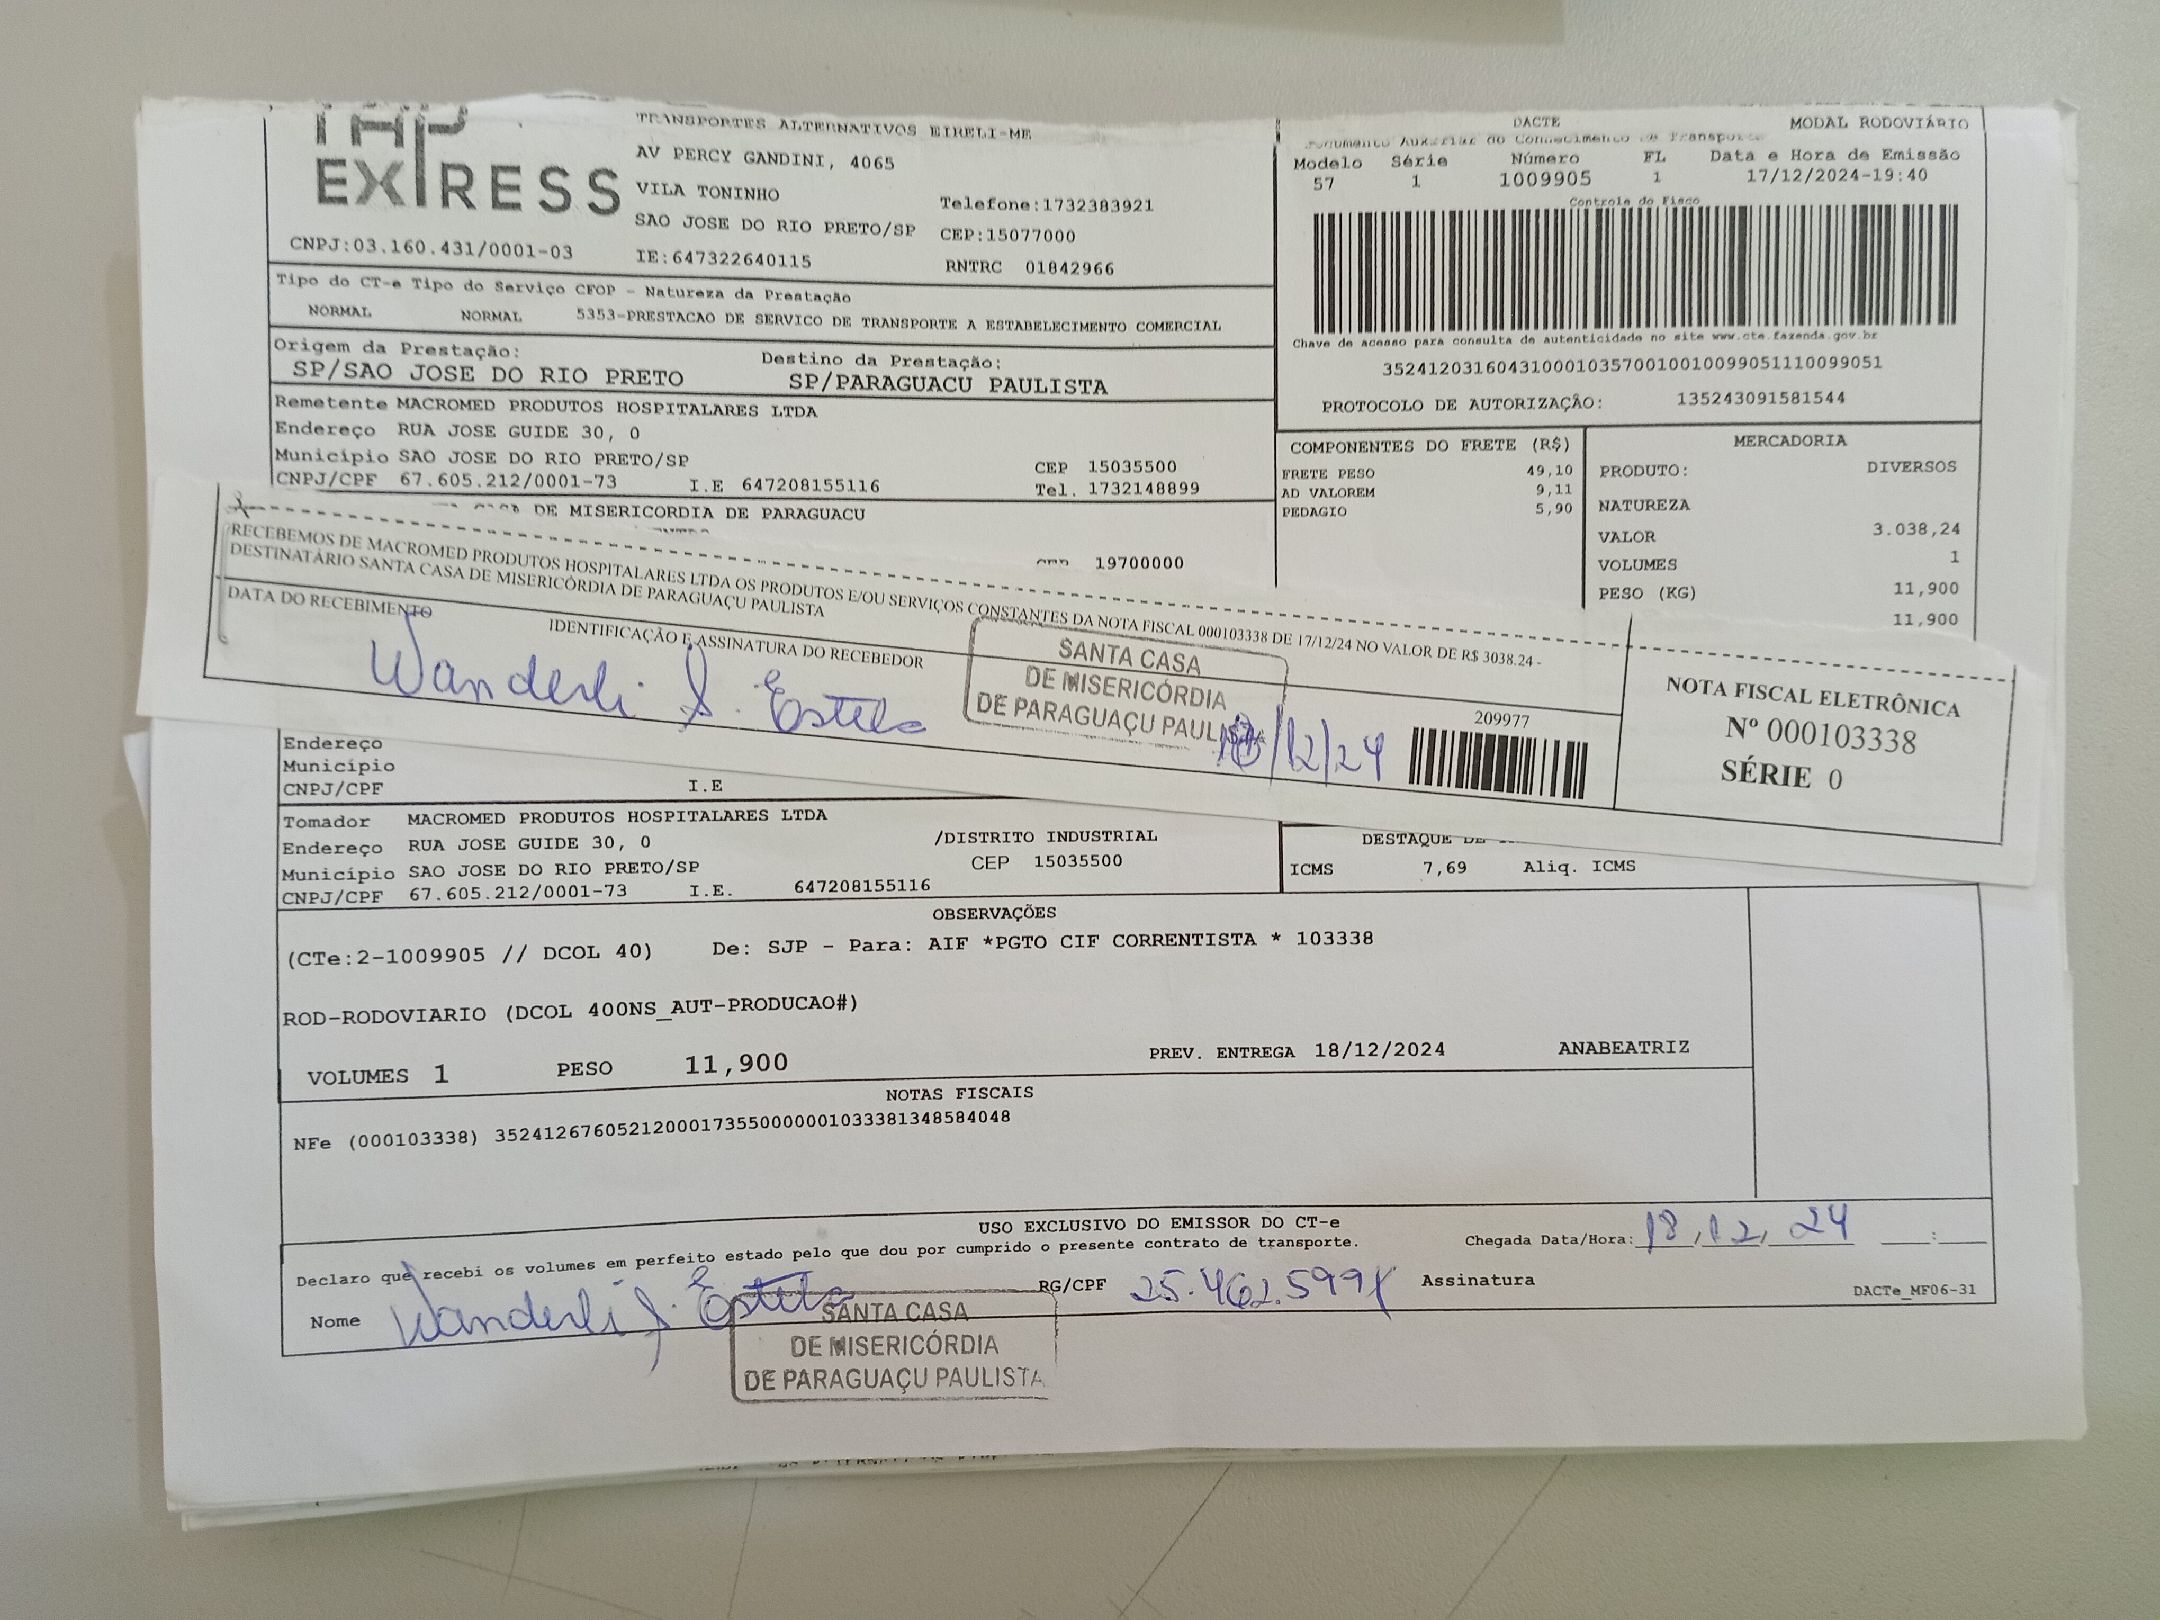 TAP
EXPRESS
TRANSPORTES ALTERNATIVOS EIRELI-ME
AV PERCY GANDINI, 4065
VILA TONINHO
Telefone:1732383921
SAO JOSE DO RIO PRETO/SP CEP:15077000
CNPJ:03.160.431/0001-03 IE:647322640115 RNTRC 01842966
DACTE MODAL RODOVIÁRIO
Documento Auxiliar do Conhecimento de Transporte
Modelo Série Número FL Data e Hora de Emissão
57 1 1009905 1 17/12/2024-19:40
Controle do Fisco
Chave de acesso para consulta de autenticidade no site www.cte.fazenda.gov.br
35241203160431000103570010010099051110099051
PROTOCOLO DE AUTORIZAÇÃO: 135243091581544
Tipo do CT-e Tipo do Serviço CFOP - Natureza da Prestação
NORMAL NORMAL 5353-PRESTACAO DE SERVICO DE TRANSPORTE A ESTABELECIMENTO COMERCIAL
Origem da Prestação: Destino da Prestação:
SP/SAO JOSE DO RIO PRETO SP/PARAGUACU PAULISTA
Remetente MACROMED PRODUTOS HOSPITALARES LTDA
Endereço RUA JOSE GUIDE 30, 0
Município SAO JOSE DO RIO PRETO/SP CEP 15035500
CNPJ/CPF 67.605.212/0001-73 I.E 647208155116 Tel. 1732148899
DE MISERICORDIA DE PARAGUACU
19700000
COMPONENTES DO FRETE (R$)
FRETE PESO 49,10
AD VALOREM 9,11
PEDAGIO 5,90
MERCADORIA
PRODUTO: DIVERSOS
NATUREZA
VALOR 3.038,24
VOLUMES 1
PESO (KG) 11,900
11,900
RECEBEMOS DE MACROMED PRODUTOS HOSPITALARES LTDA OS PRODUTOS E/OU SERVIÇOS CONSTANTES DA NOTA FISCAL 000103338 DE 17/12/24 NO VALOR DE R$ 3038.24 -
DESTINATÁRIO SANTA CASA DE MISERICÓRDIA DE PARAGUAÇU PAULISTA
DATA DO RECEBIMENTO IDENTIFICAÇÃO E ASSINATURA DO RECEBEDOR
Wanderli S. Estela
SANTA CASA
DE MISERICÓRDIA
DE PARAGUAÇU PAULISTA
18/12/24
209977
NOTA FISCAL ELETRÔNICA
Nº 000103338
SÉRIE 0
Endereço
Município
CNPJ/CPF I.E
Tomador MACROMED PRODUTOS HOSPITALARES LTDA
Endereço RUA JOSE GUIDE 30, 0 /DISTRITO INDUSTRIAL
Município SAO JOSE DO RIO PRETO/SP CEP 15035500
CNPJ/CPF 67.605.212/0001-73 I.E. 647208155116
DESTAQUE DE
ICMS 7,69 Aliq. ICMS
OBSERVAÇÕES
(CTe:2-1009905 // DCOL 40) De: SJP - Para: AIF *PGTO CIF CORRENTISTA * 103338
ROD-RODOVIARIO (DCOL 400NS_AUT-PRODUCAO#)
VOLUMES 1 PESO 11,900 PREV. ENTREGA 18/12/2024 ANABEATRIZ
NOTAS FISCAIS
NFe (000103338) 35241267605212000173550000001033381348584048
USO EXCLUSIVO DO EMISSOR DO CT-e
Declaro que recebi os volumes em perfeito estado pelo que dou por cumprido o presente contrato de transporte.
Chegada Data/Hora: 18, 12, 24 :
Nome Wanderli S. Estela RG/CPF 25.462.599X Assinatura
DACTe_MF06-31
SANTA CASA
DE MISERICÓRDIA
DE PARAGUAÇU PAULISTA